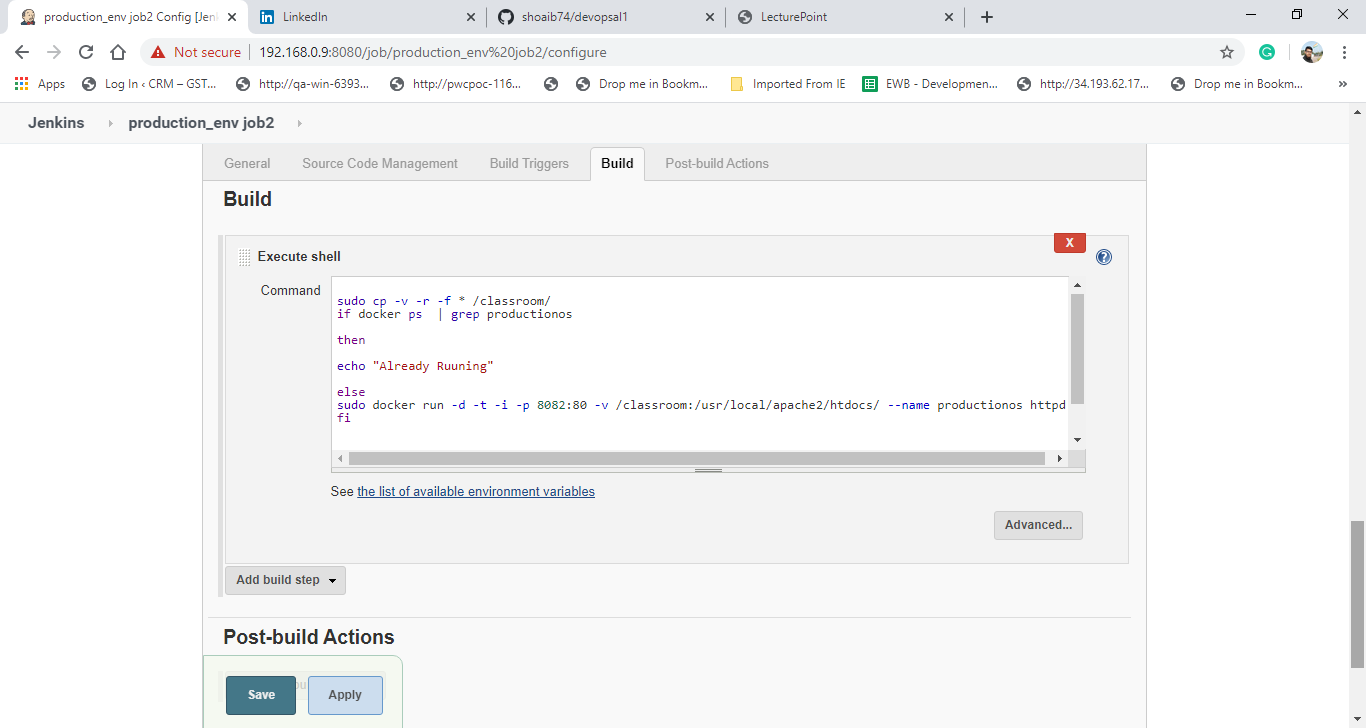 production_env job2 Config [Jenk
LinkedIn
shoaib74/devopsal1
LecturePoint
Not secure
192.168.0.9:8080/job/production_env%20job2/configure
Apps
Log In ‹ CRM – GST...
http://qa-win-6393...
http://pwcpoc-116...
Drop me in Bookm...
Imported From IE
EWB - Developmen...
http://34.193.62.17...
Drop me in Bookm...
»
Jenkins
production_env job2
General
Source Code Management
Build Triggers
Build
Post-build Actions
Build
X
Execute shell
?
Command
sudo cp -v -r -f * /classroom/
if docker ps  | grep productionos
then
echo "Already Ruuning"
else
sudo docker run -d -t -i -p 8082:80 -v /classroom:/usr/local/apache2/htdocs/ --name productionos httpd
fi
See the list of available environment variables
Advanced...
Add build step
Post-build Actions
Save
Apply